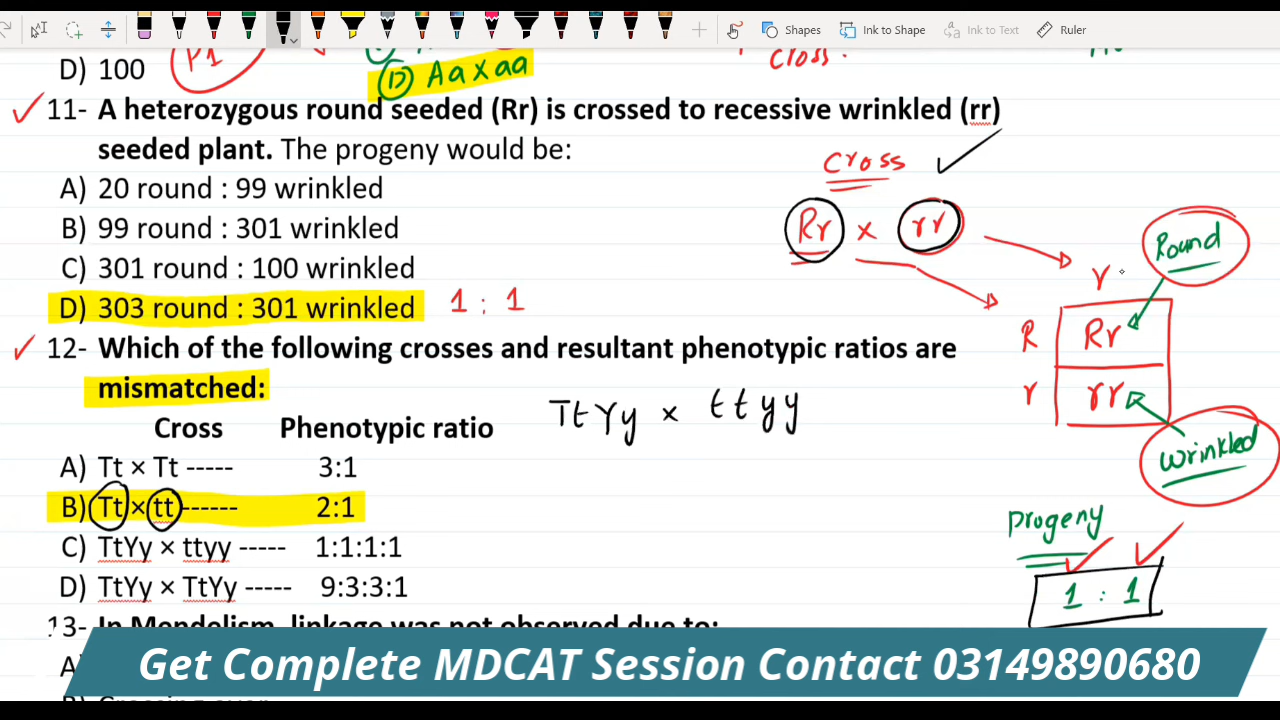 Shapes
Ink to Shape
Ink to Text
Ruler
P1
Cross.
D) 100
(D) Aa x aa
11- A heterozygous round seeded (Rr) is crossed to recessive wrinkled (rr)
seeded plant. The progeny would be:
Cross
A) 20 round : 99 wrinkled
B) 99 round : 301 wrinkled
Rr x rr
Round
C) 301 round : 100 wrinkled
r
D) 303 round : 301 wrinkled 1 : 1
R Rr
12- Which of the following crosses and resultant phenotypic ratios are
mismatched:
r rr
TtYy x ttyy
Cross Phenotypic ratio
Wrinkled
A) Tt × Tt ----- 3:1
B) Tt × tt ------ 2:1
progeny
C) TtYy × ttyy ----- 1:1:1:1
D) TtYy × TtYy ----- 9:3:3:1
1 : 1
13- In Mendelism, linkage was not observed due to:
Get Complete MDCAT Session Contact 03149890680